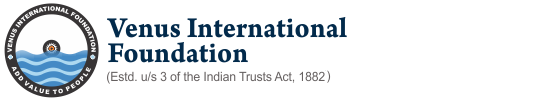 VENUS INTERNATIONAL FOUNDATION
ADD VALUE TO PEOPLE
Venus International
Foundation
(Estd. u/s 3 of the Indian Trusts Act, 1882)